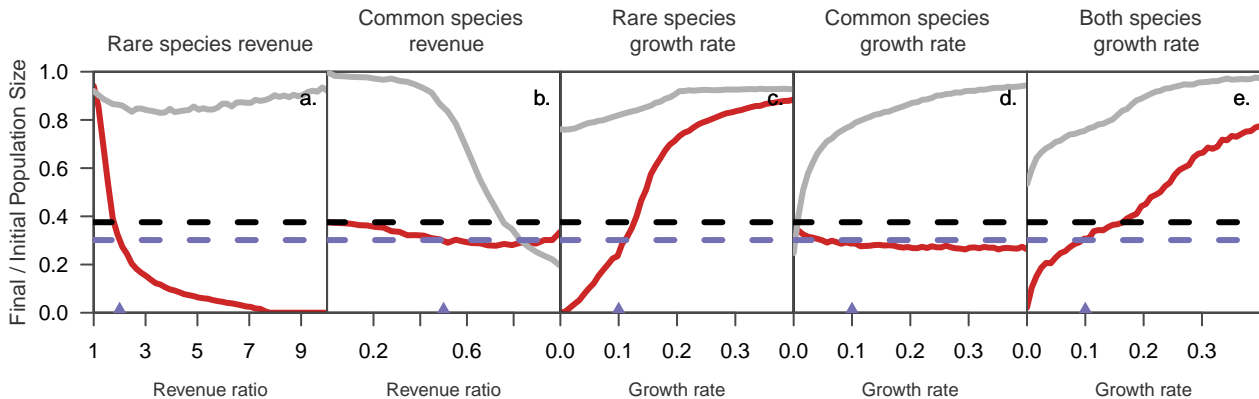 Rare species revenue
Common species
revenue
Rare species
growth rate
Common species
growth rate
Both species
growth rate
Final / Initial Population Size
1.0
0.8
0.6
0.4
0.2
0.0
a.
b.
c.
d.
e.
1 3 5 7 9
0.2 0.6
0.0 0.1 0.2 0.3
0.0 0.1 0.2 0.3
0.0 0.1 0.2 0.3
Revenue ratio
Revenue ratio
Growth rate
Growth rate
Growth rate